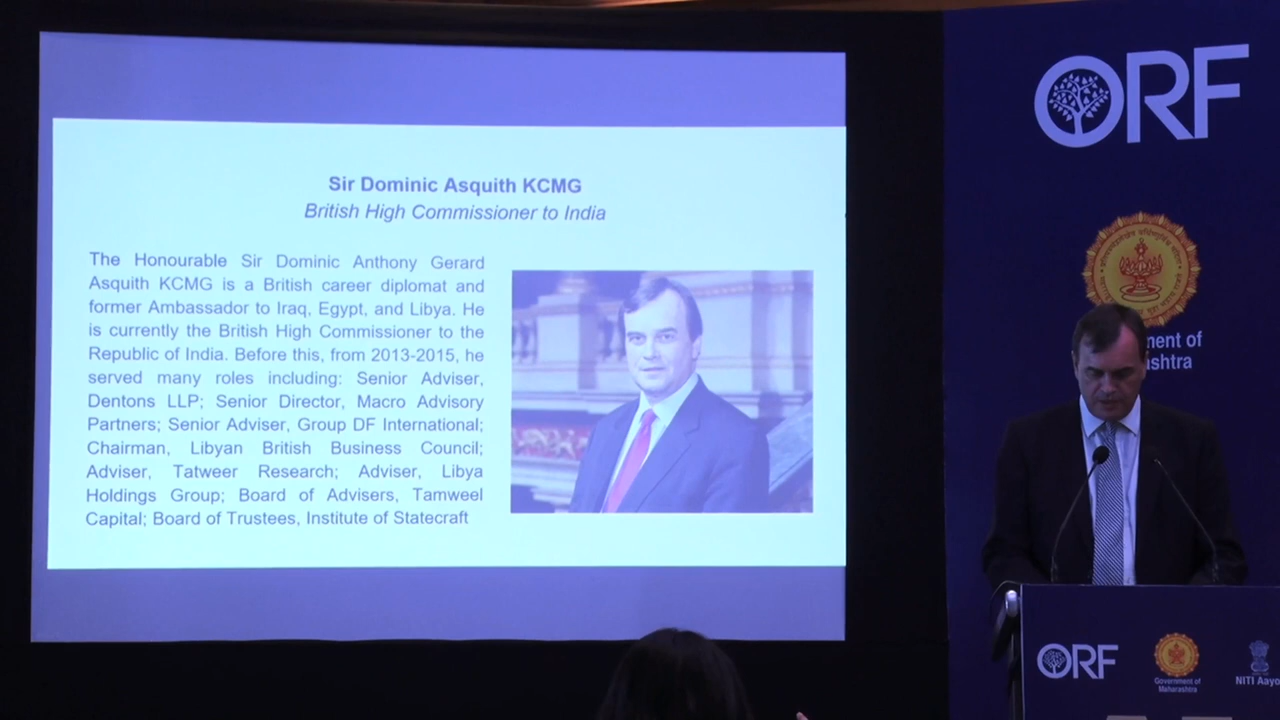 Sir Dominic Asquith KCMG
British High Commissioner to India
The Honourable Sir Dominic Anthony Gerard
Asquith KCMG is a British career diplomat and
former Ambassador to Iraq, Egypt, and Libya. He
is currently the British High Commissioner to the
Republic of India. Before this, from 2013-2015, he
served many roles including: Senior Adviser,
Dentons LLP; Senior Director, Macro Advisory
Partners; Senior Adviser, Group DF International;
Chairman, Libyan British Business Council;
Adviser, Tatweer Research; Adviser, Libya
Holdings Group; Board of Advisers, Tamweel
Capital; Board of Trustees, Institute of Statecraft
ORF
nent of
ashtra
ORF
Government of
Maharashtra
NITI Aayo